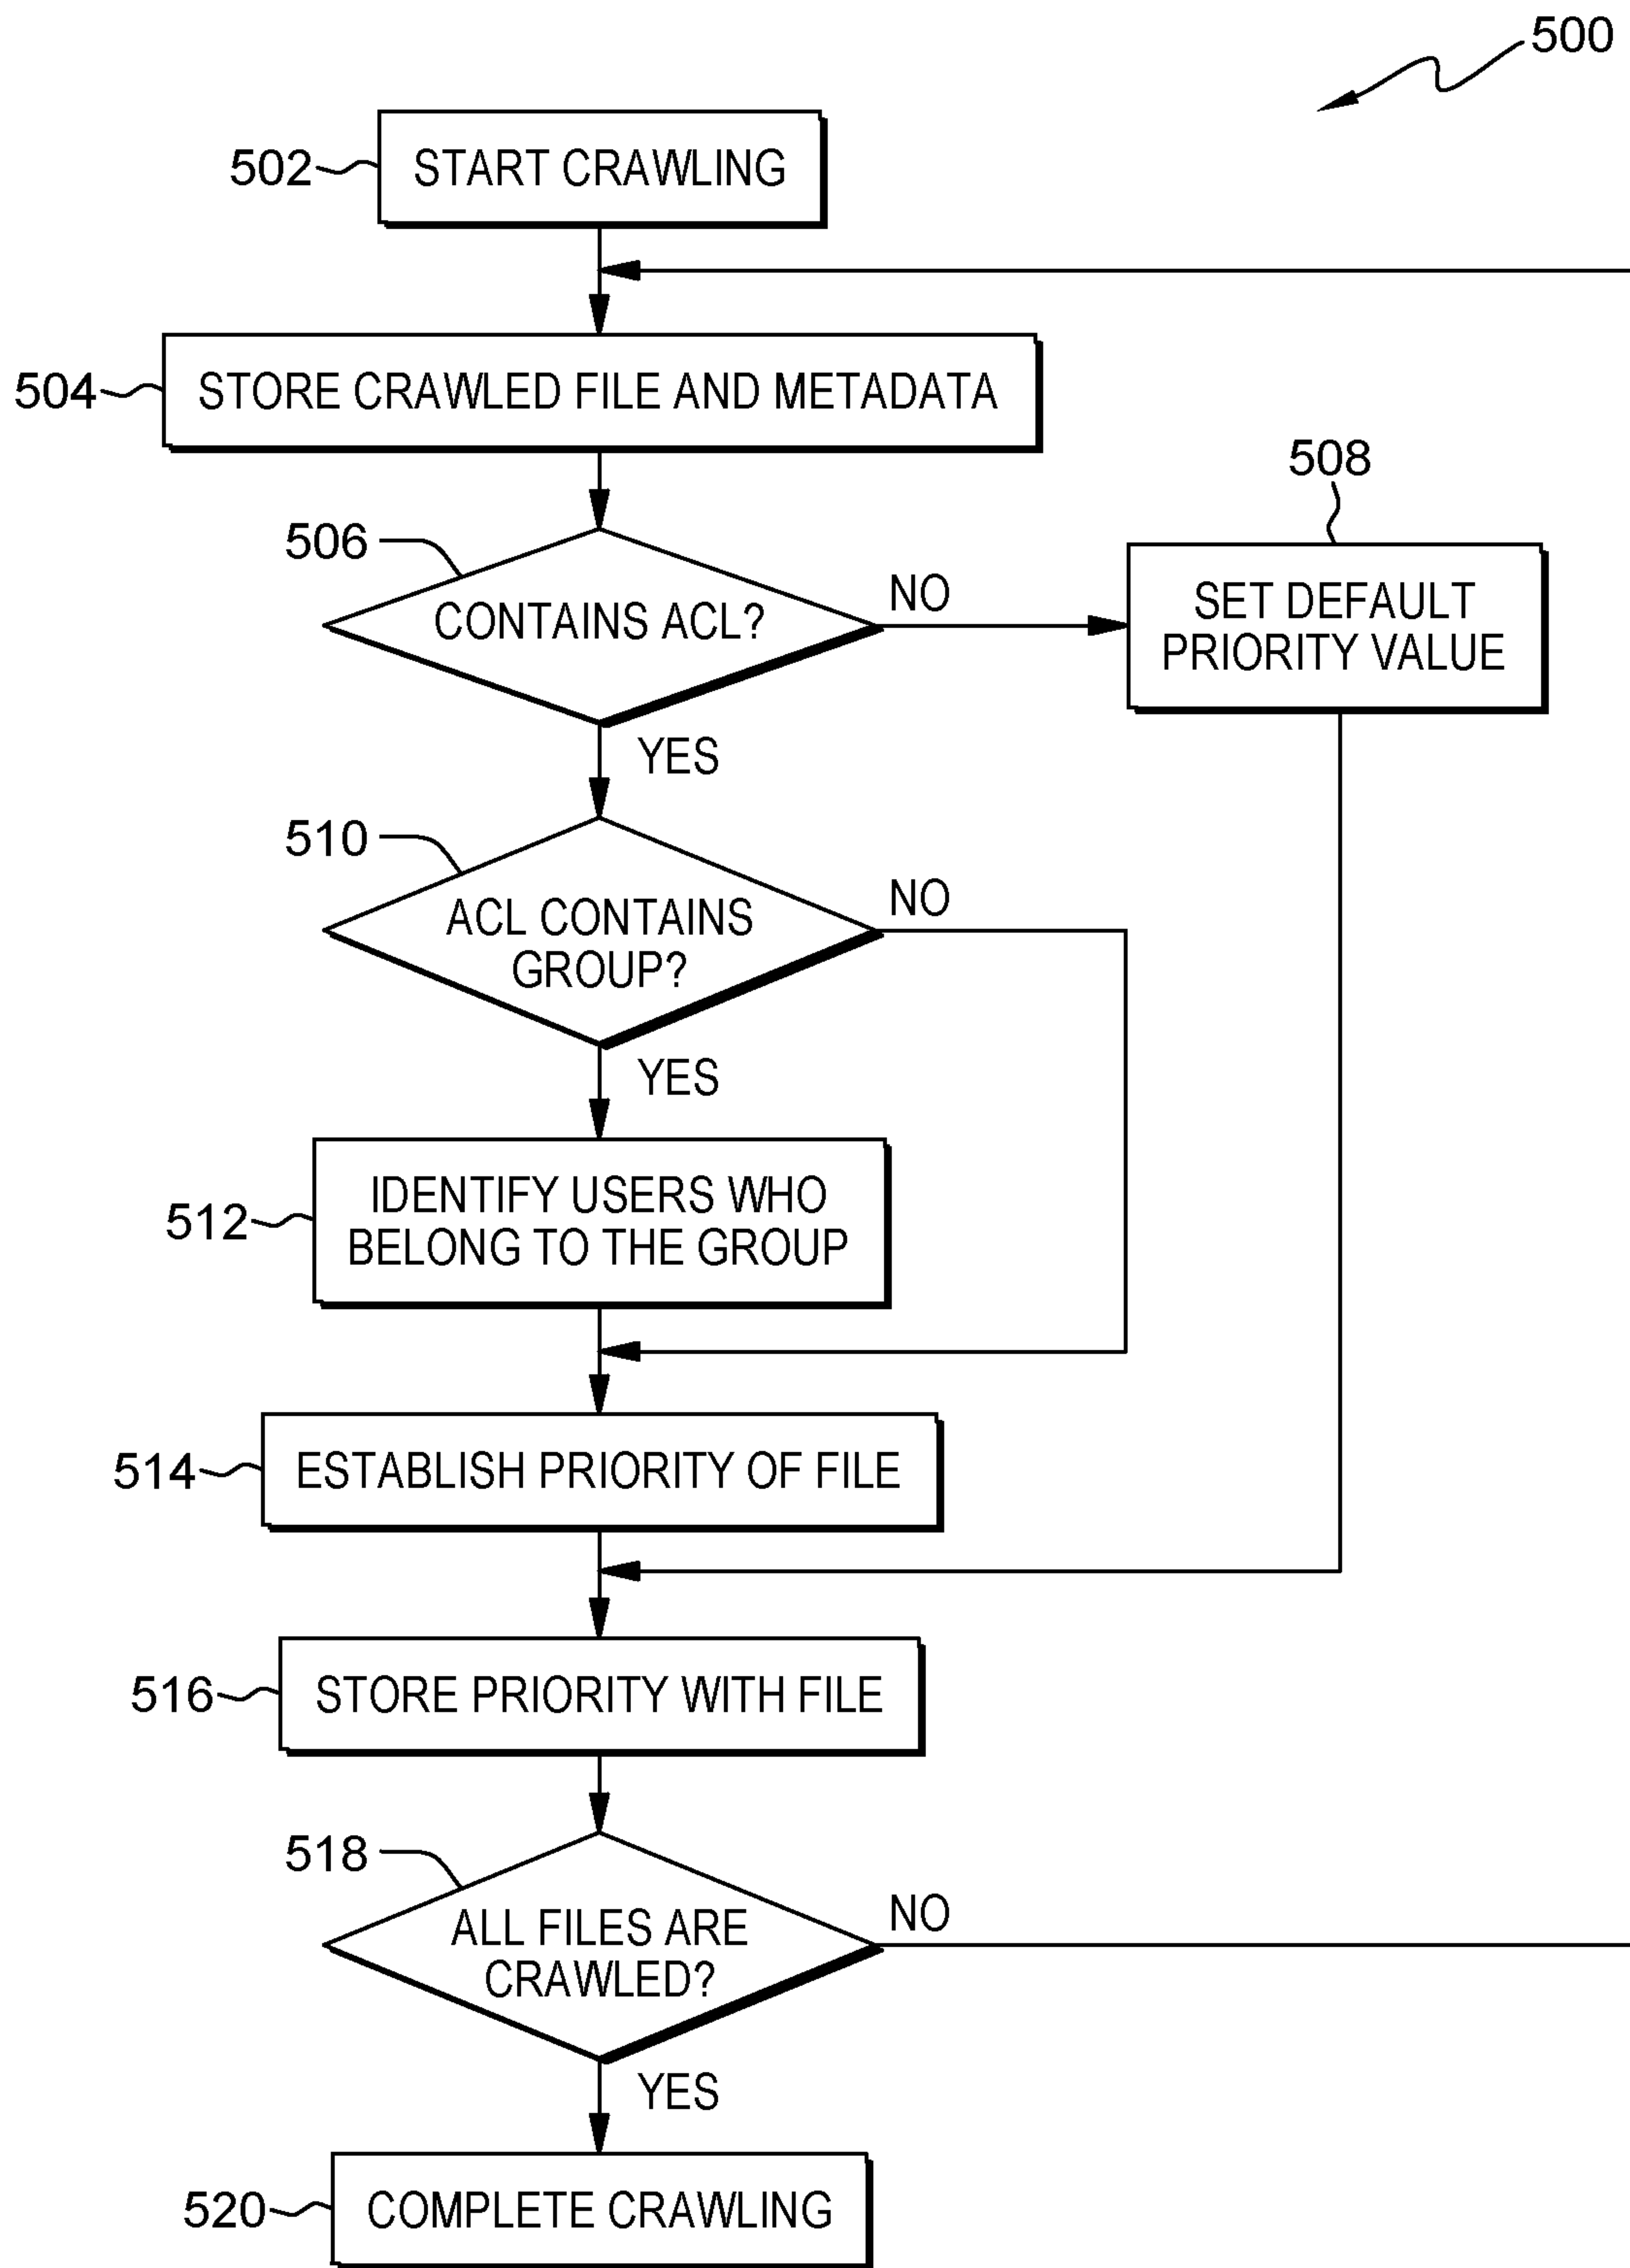 500
502
START CRAWLING
504
STORE CRAWLED FILE AND METADATA
508
506
CONTAINS ACL?
NO
SET DEFAULT
PRIORITY VALUE
YES
510
ACL CONTAINS
GROUP?
NO
YES
512
IDENTIFY USERS WHO
BELONG TO THE GROUP
514
ESTABLISH PRIORITY OF FILE
516
STORE PRIORITY WITH FILE
518
ALL FILES ARE
CRAWLED?
NO
YES
520
COMPLETE CRAWLING